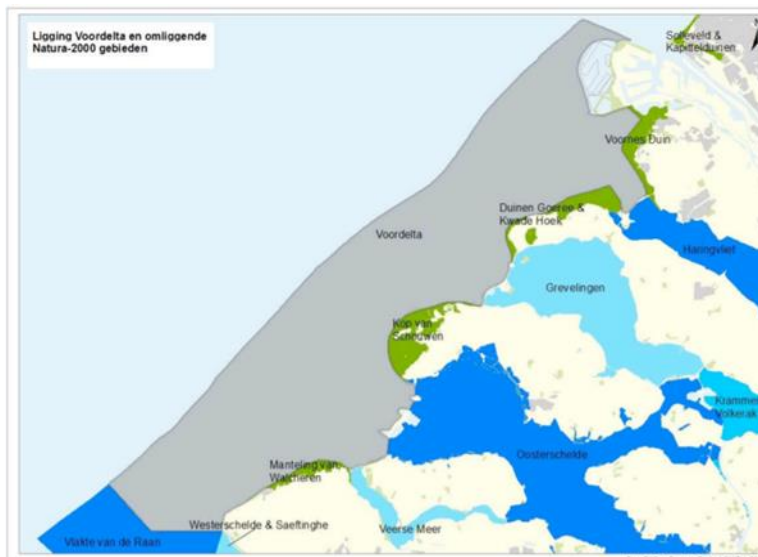 Ligging Voordelta en omliggende
Natura-2000 gebieden
Solleveld &
Kapittelduinen
N
Voornes Duin
Duinen Goeree &
Kwade Hoek
Voordelta
Haringvliet
Grevelingen
Kop van
Schouwen
Krammer
Volkerak
Oosterschelde
Manteling van
Walcheren
Westerschelde & Saeftinghe
Veerse Meer
Vlakte van de Raan